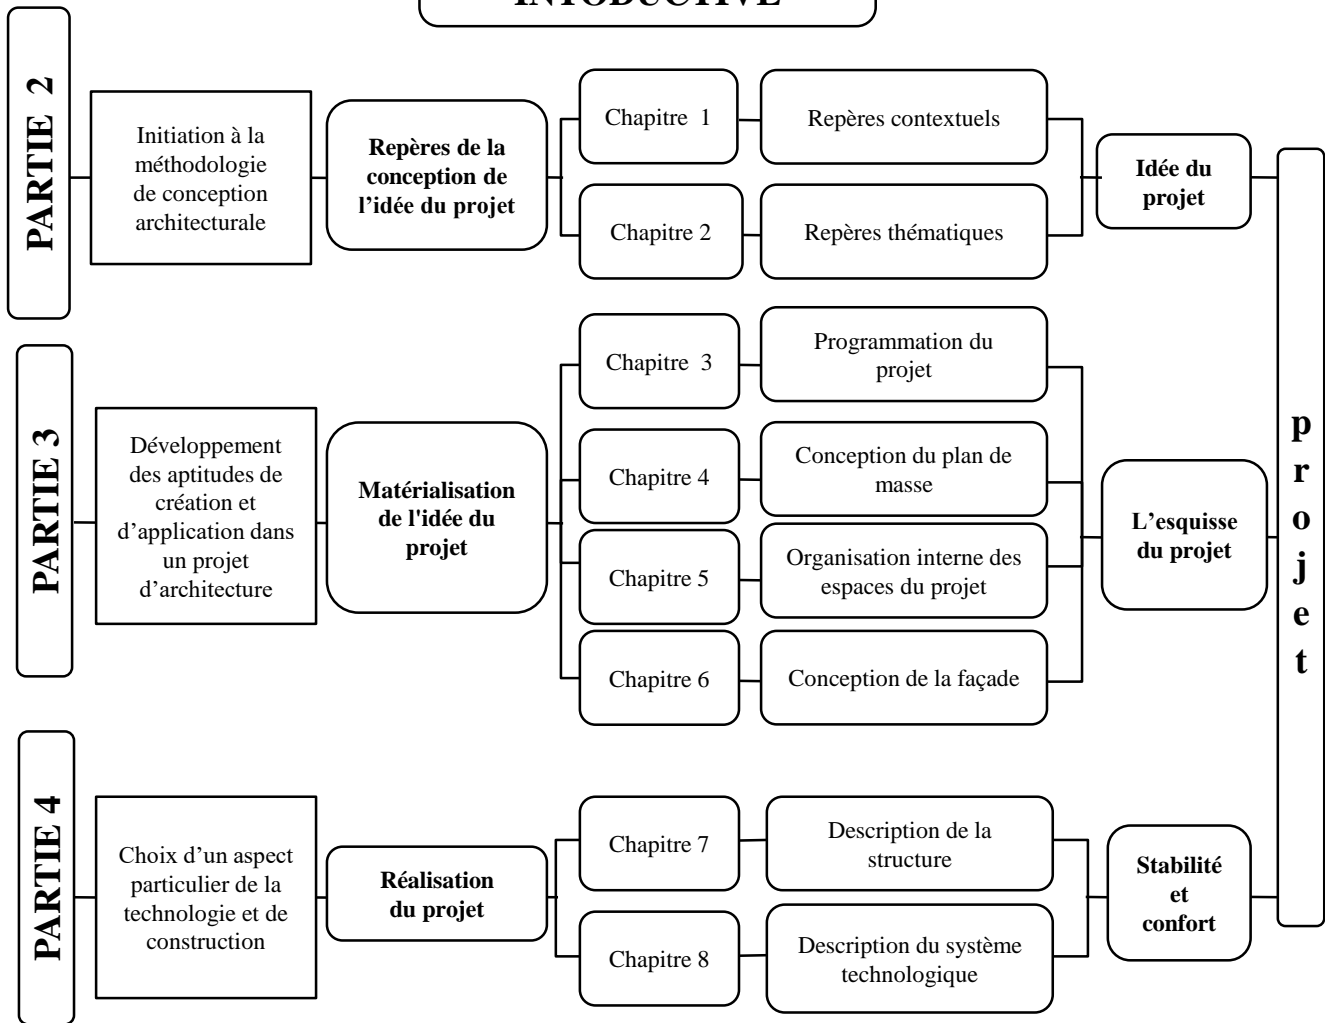 INTODUCTIVE
PARTIE 2
Initiation à la
méthodologie
de conception
architecturale
Repères de la
conception de
l’idée du projet
Chapitre 1
Repères contextuels
Chapitre 2
Repères thématiques
Idée du
projet
PARTIE 3
Développement
des aptitudes de
création et
d’application dans
un projet
d’architecture
Matérialisation
de l'idée du
projet
Chapitre 3
Programmation du
projet
Chapitre 4
Conception du plan de
masse
Chapitre 5
Organisation interne des
espaces du projet
Chapitre 6
Conception de la façade
L’esquisse
du projet
PARTIE 4
Choix d’un aspect
particulier de la
technologie et de
construction
Réalisation
du projet
Chapitre 7
Description de la
structure
Chapitre 8
Description du système
technologique
Stabilité
et
confort
projet